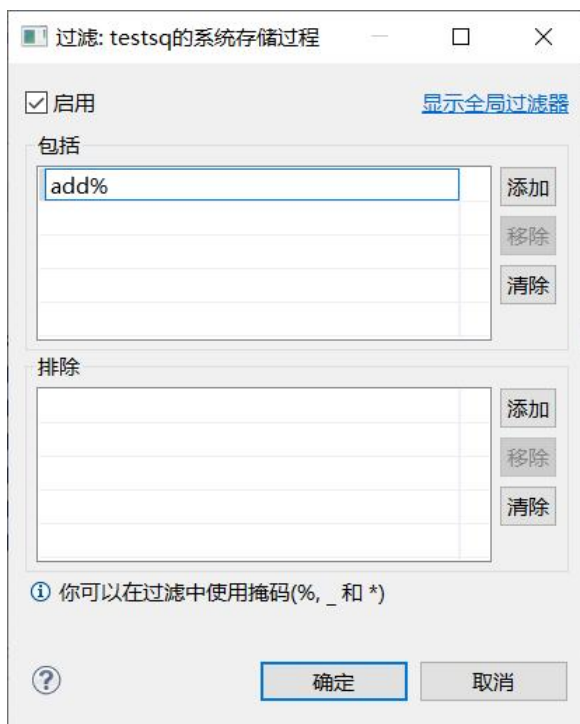 过滤: testsq的系统存储过程
启用 显示全局过滤器
包括
add%
添加
移除
清除
排除
添加
移除
清除
你可以在过滤中使用掩码(%, _ 和 *)
确定 取消